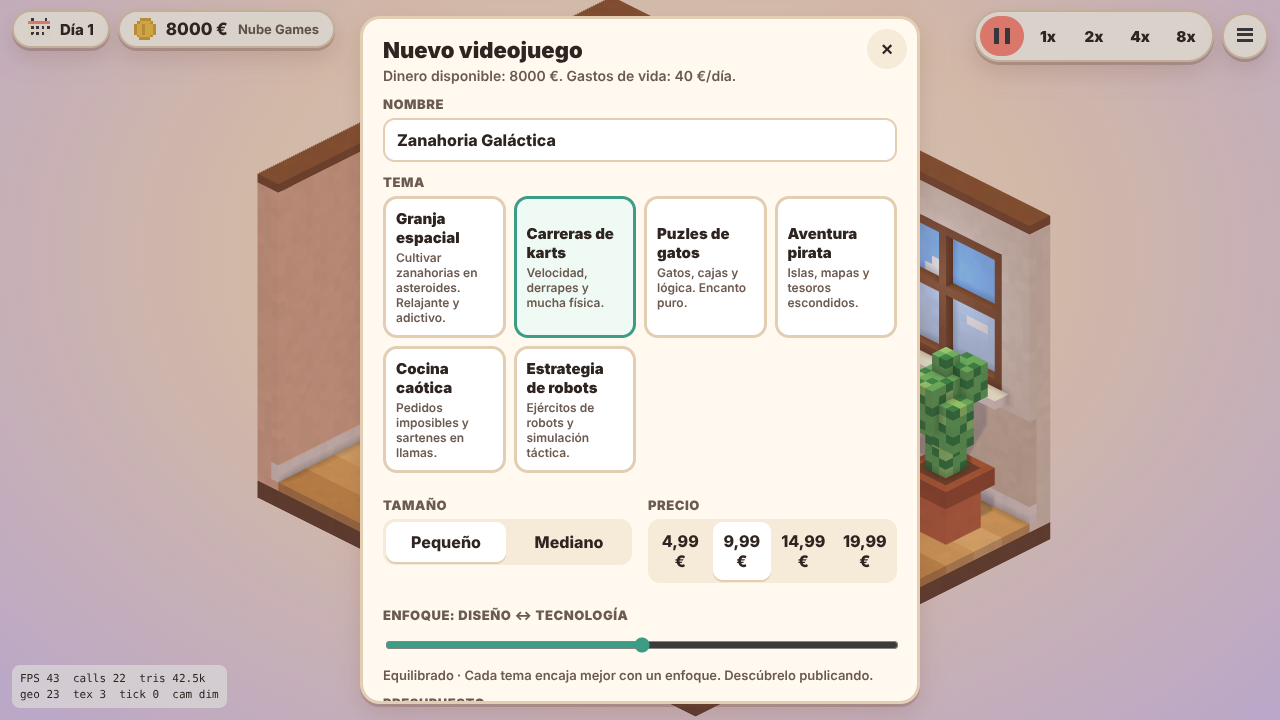 Día 1
8000 € Nube Games
1x 2x 4x 8x
Nuevo videojuego
Dinero disponible: 8000 €. Gastos de vida: 40 €/día.
NOMBRE
Zanahoria Galáctica
TEMA
Granja
espacial
Cultivar
zanahorias en
asteroides.
Relajante y
adictivo.
Carreras de
karts
Velocidad,
derrapes y
mucha física.
Puzles de
gatos
Gatos, cajas y
lógica. Encanto
puro.
Aventura
pirata
Islas, mapas y
tesoros
escondidos.
Cocina
caótica
Pedidos
imposibles y
sartenes en
llamas.
Estrategia
de robots
Ejércitos de
robots y
simulación
táctica.
TAMAÑO
Pequeño Mediano
PRECIO
4,99
€
9,99
€
14,99
€
19,99
€
ENFOQUE: DISEÑO ↔ TECNOLOGÍA
Equilibrado · Cada tema encaja mejor con un enfoque. Descúbrelo publicando.
PRESUPUESTO
FPS 43 calls 22 tris 42.5k
geo 23 tex 3 tick 0 cam dim